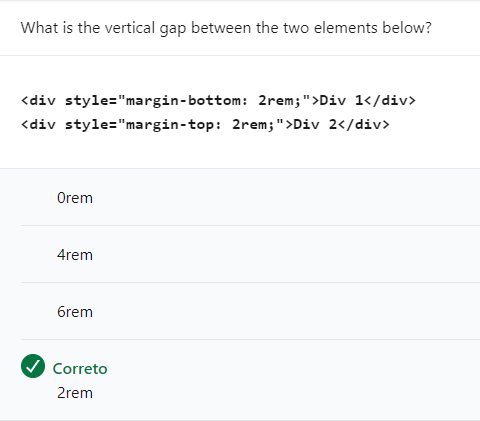 What is the vertical gap between the two elements below?
<div style="margin-bottom: 2rem;">Div 1</div>
<div style="margin-top: 2rem;">Div 2</div>
0rem
4rem
6rem
Correto
2rem